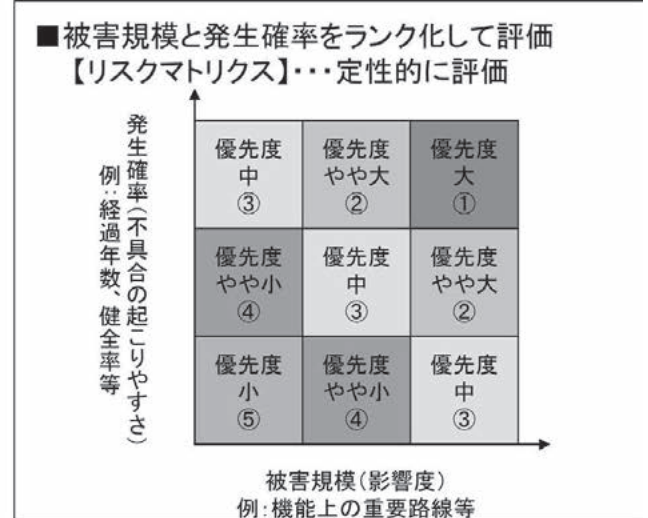 ■被害規模と発生確率をランク化して評価
【リスクマトリクス】･･･定性的に評価
発生確率(不具合の起こりやすさ)
例:経過年数、健全率等
優先度
中
③
優先度
やや大
②
優先度
大
①
優先度
やや小
④
優先度
中
③
優先度
やや大
②
優先度
小
⑤
優先度
やや小
④
優先度
中
③
被害規模(影響度)
例:機能上の重要路線等